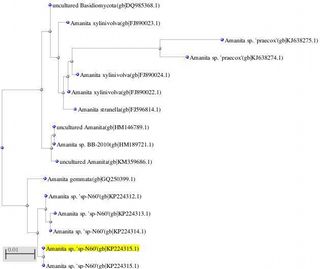 uncultured Basidiomycota(gb|DQ985368.1)
Amanita xylinivolva(gb|FJ890023.1)
Amanita sp. 'praecox'(gb|KJ638275.1)
Amanita sp. 'praecox'(gb|KJ638274.1)
Amanita xylinivolva(gb|FJ890024.1)
Amanita xylinivolva(gb|FJ890022.1)
Amanita stranella(gb|FJ596814.1)
uncultured Amanita(gb|HM146789.1)
Amanita sp. BB-2010(gb|HM189721.1)
uncultured Amanita(gb|KM359686.1)
Amanita gemmata(gb|GQ250399.1)
Amanita sp. 'sp-N60'(gb|KP224312.1)
Amanita sp. 'sp-N60'(gb|KP224313.1)
Amanita sp. 'sp-N60'(gb|KP224314.1)
0.01
Amanita sp. 'sp-N60'(gb|KP224315.1)
Amanita sp. 'sp-N60'(gb|KP224315.1)